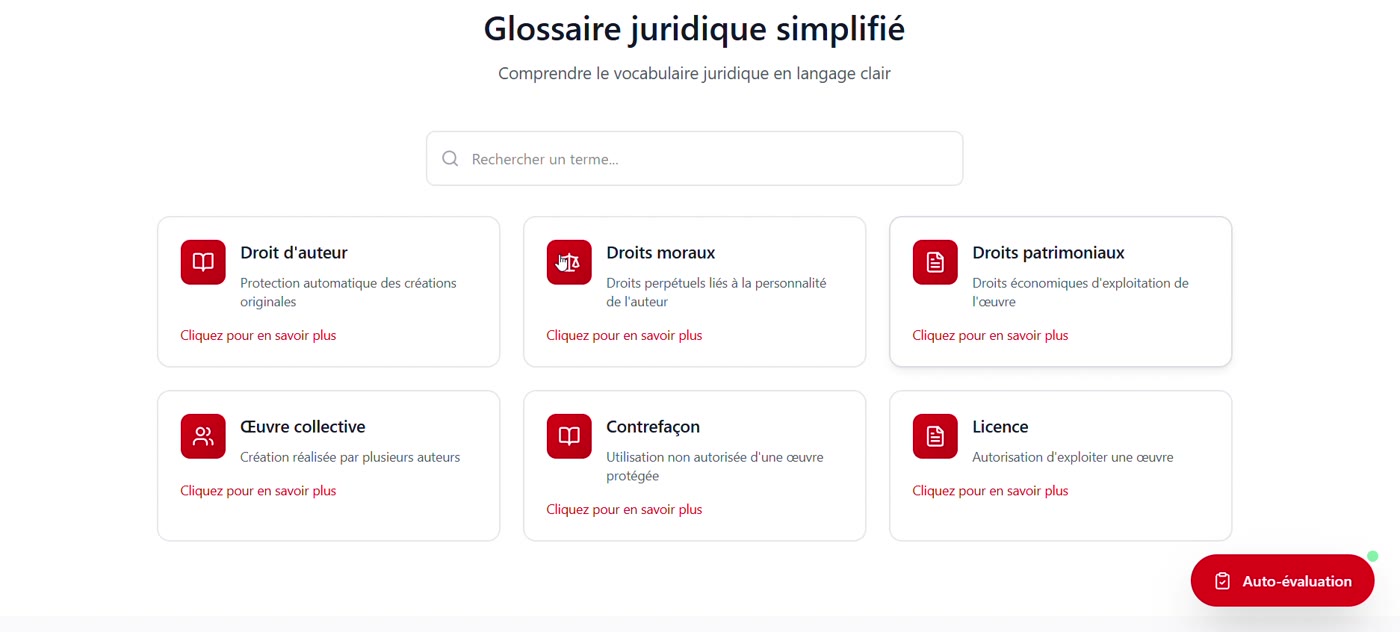 Glossaire juridique simplifié
Comprendre le vocabulaire juridique en langage clair
Rechercher un terme...
Droit d'auteur
Protection automatique des créations
originales
Cliquez pour en savoir plus
Droits moraux
Droits perpétuels liés à la personnalité
de l'auteur
Cliquez pour en savoir plus
Droits patrimoniaux
Droits économiques d'exploitation de
l'œuvre
Cliquez pour en savoir plus
Œuvre collective
Création réalisée par plusieurs auteurs
Cliquez pour en savoir plus
Contrefaçon
Utilisation non autorisée d'une œuvre
protégée
Cliquez pour en savoir plus
Licence
Autorisation d'exploiter une œuvre
Cliquez pour en savoir plus
Auto-évaluation